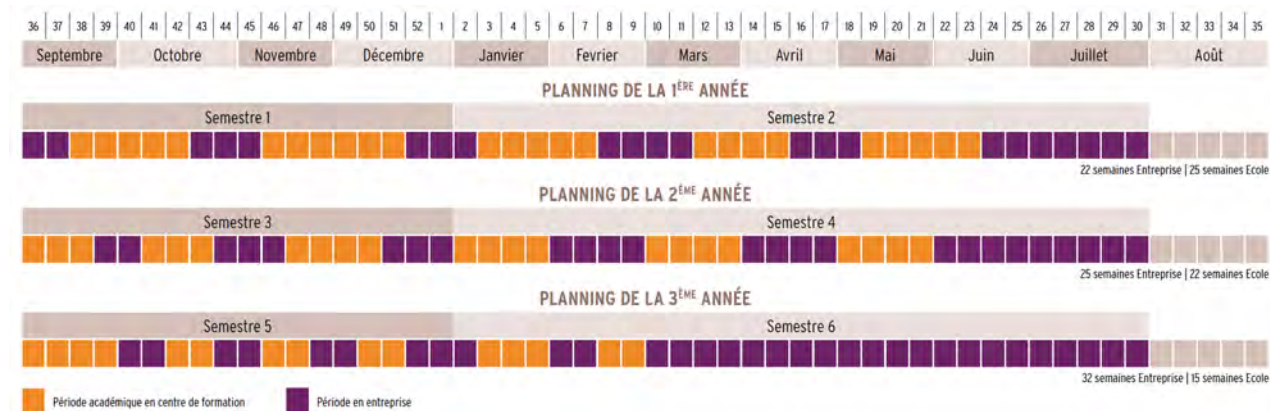 36 37 38 39 40 41 42 43 44 45 46 47 48 49 50 51 52 1 2 3 4 5 6 7 8 9 10 11 12 13 14 15 16 17 18 19 20 21 22 23 24 25 26 27 28 29 30 31 32 33 34 35
Septembre Octobre Novembre Décembre Janvier Fevrier Mars Avril Mai Juin Juillet Août
PLANNING DE LA 1ÈRE ANNÉE
Semestre 1 Semestre 2
22 semaines Entreprise | 25 semaines Ecole
PLANNING DE LA 2ÈME ANNÉE
Semestre 3 Semestre 4
25 semaines Entreprise | 22 semaines Ecole
PLANNING DE LA 3ÈME ANNÉE
Semestre 5 Semestre 6
32 semaines Entreprise | 15 semaines Ecole
Période académique en centre de formation Période en entreprise